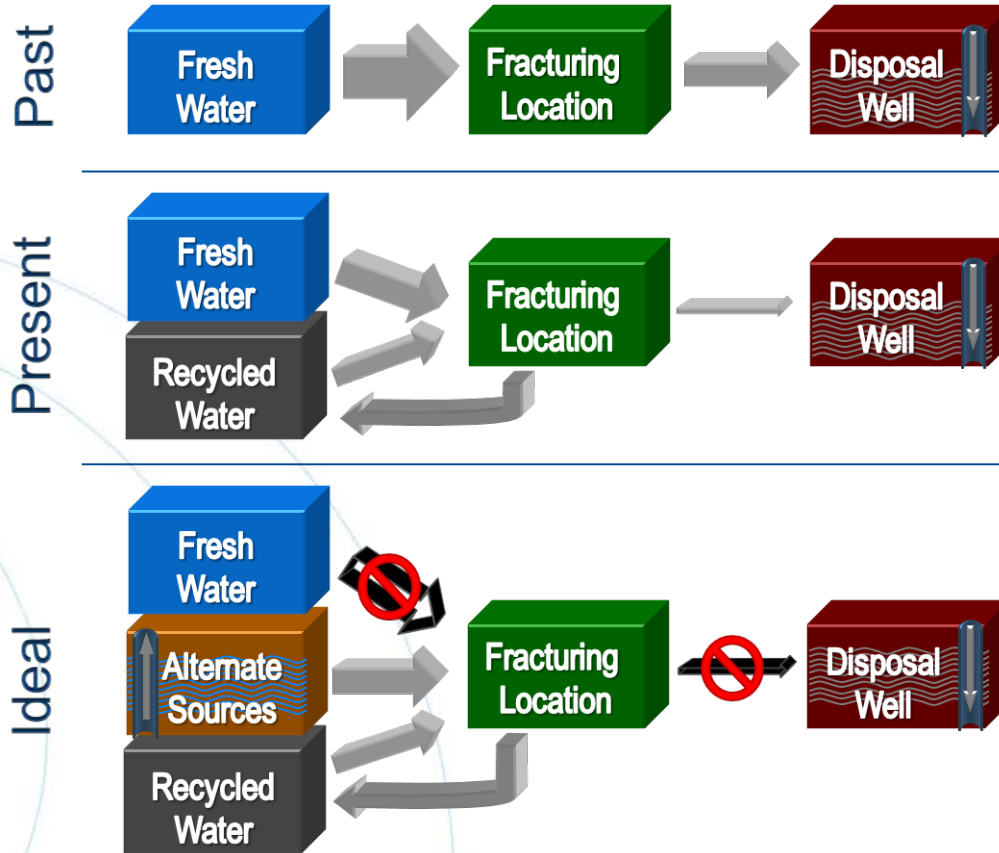 Past
Fresh
Water
Fracturing
Location
Disposal
Well
Present
Fresh
Water
Recycled
Water
Fracturing
Location
Disposal
Well
Ideal
Fresh
Water
Alternate
Sources
Recycled
Water
Fracturing
Location
Disposal
Well